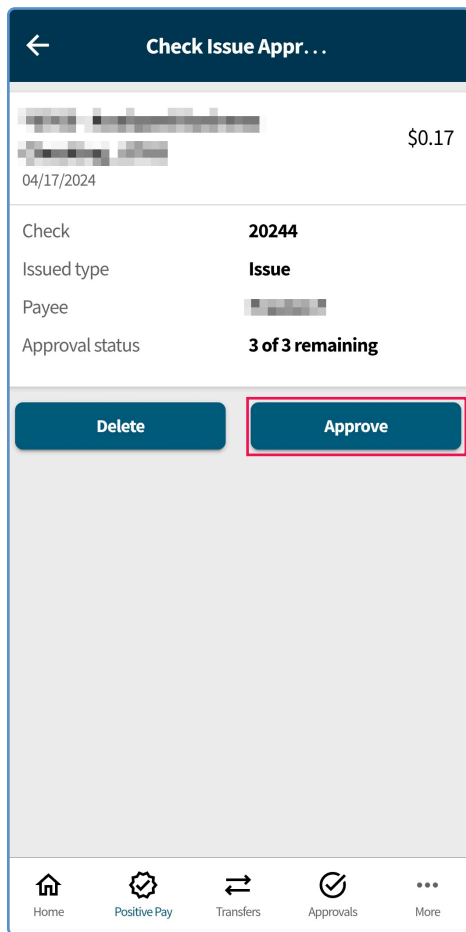 Check Issue Appr...
$0.17
04/17/2024
Check 20244
Issued type Issue
Payee
Approval status 3 of 3 remaining
Delete Approve
Home Positive Pay Transfers Approvals More